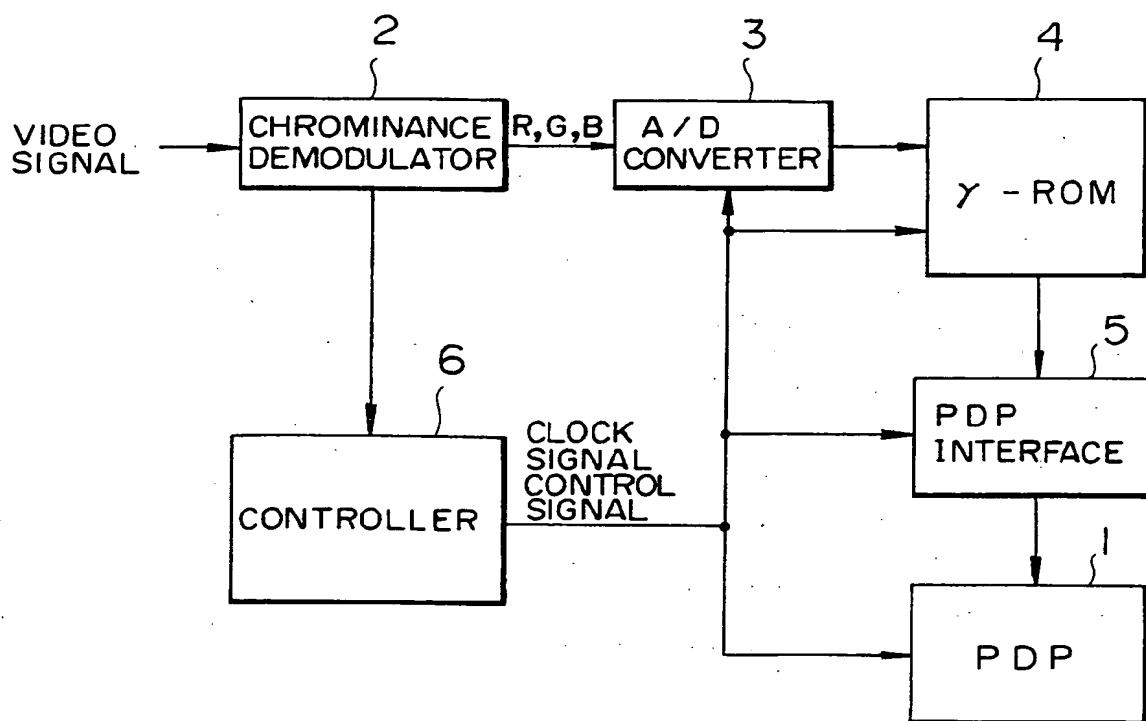 2
3
4
VIDEO
SIGNAL
CHROMINANCE
DEMODULATOR
R,G,B
A/D
CONVERTER
γ-ROM
6
5
CONTROLLER
CLOCK
SIGNAL
CONTROL
SIGNAL
PDP
INTERFACE
1
PDP